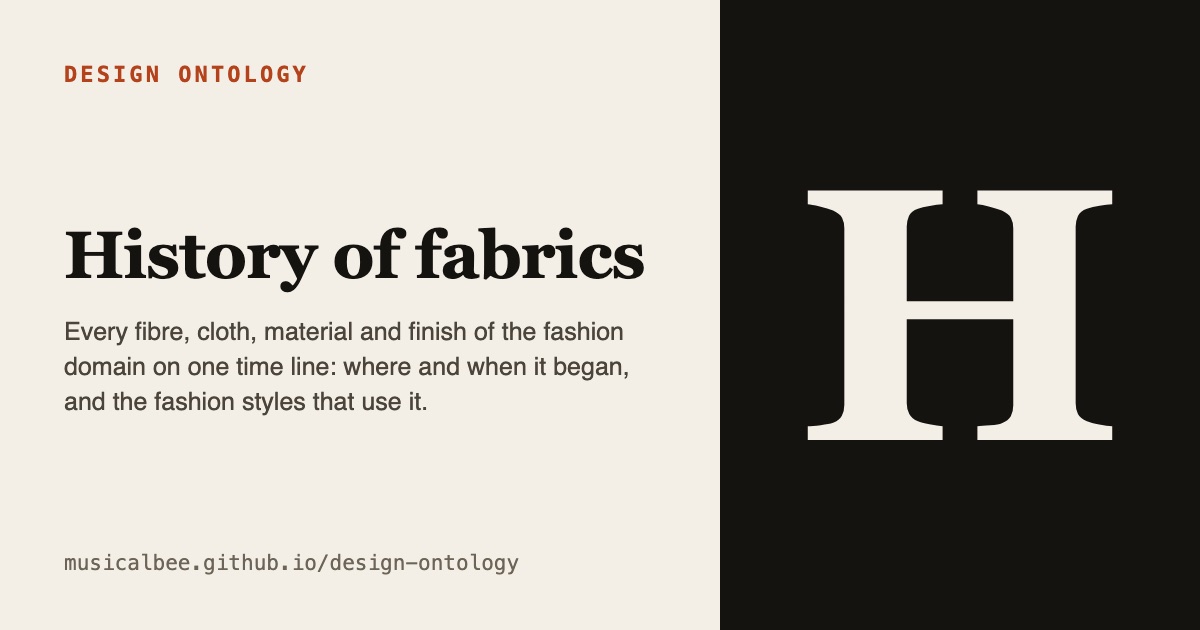 DESIGN ONTOLOGY
History of fabrics
Every fibre, cloth, material and finish of the fashion
domain on one time line: where and when it began,
and the fashion styles that use it.
musicalbee.github.io/design-ontology
H